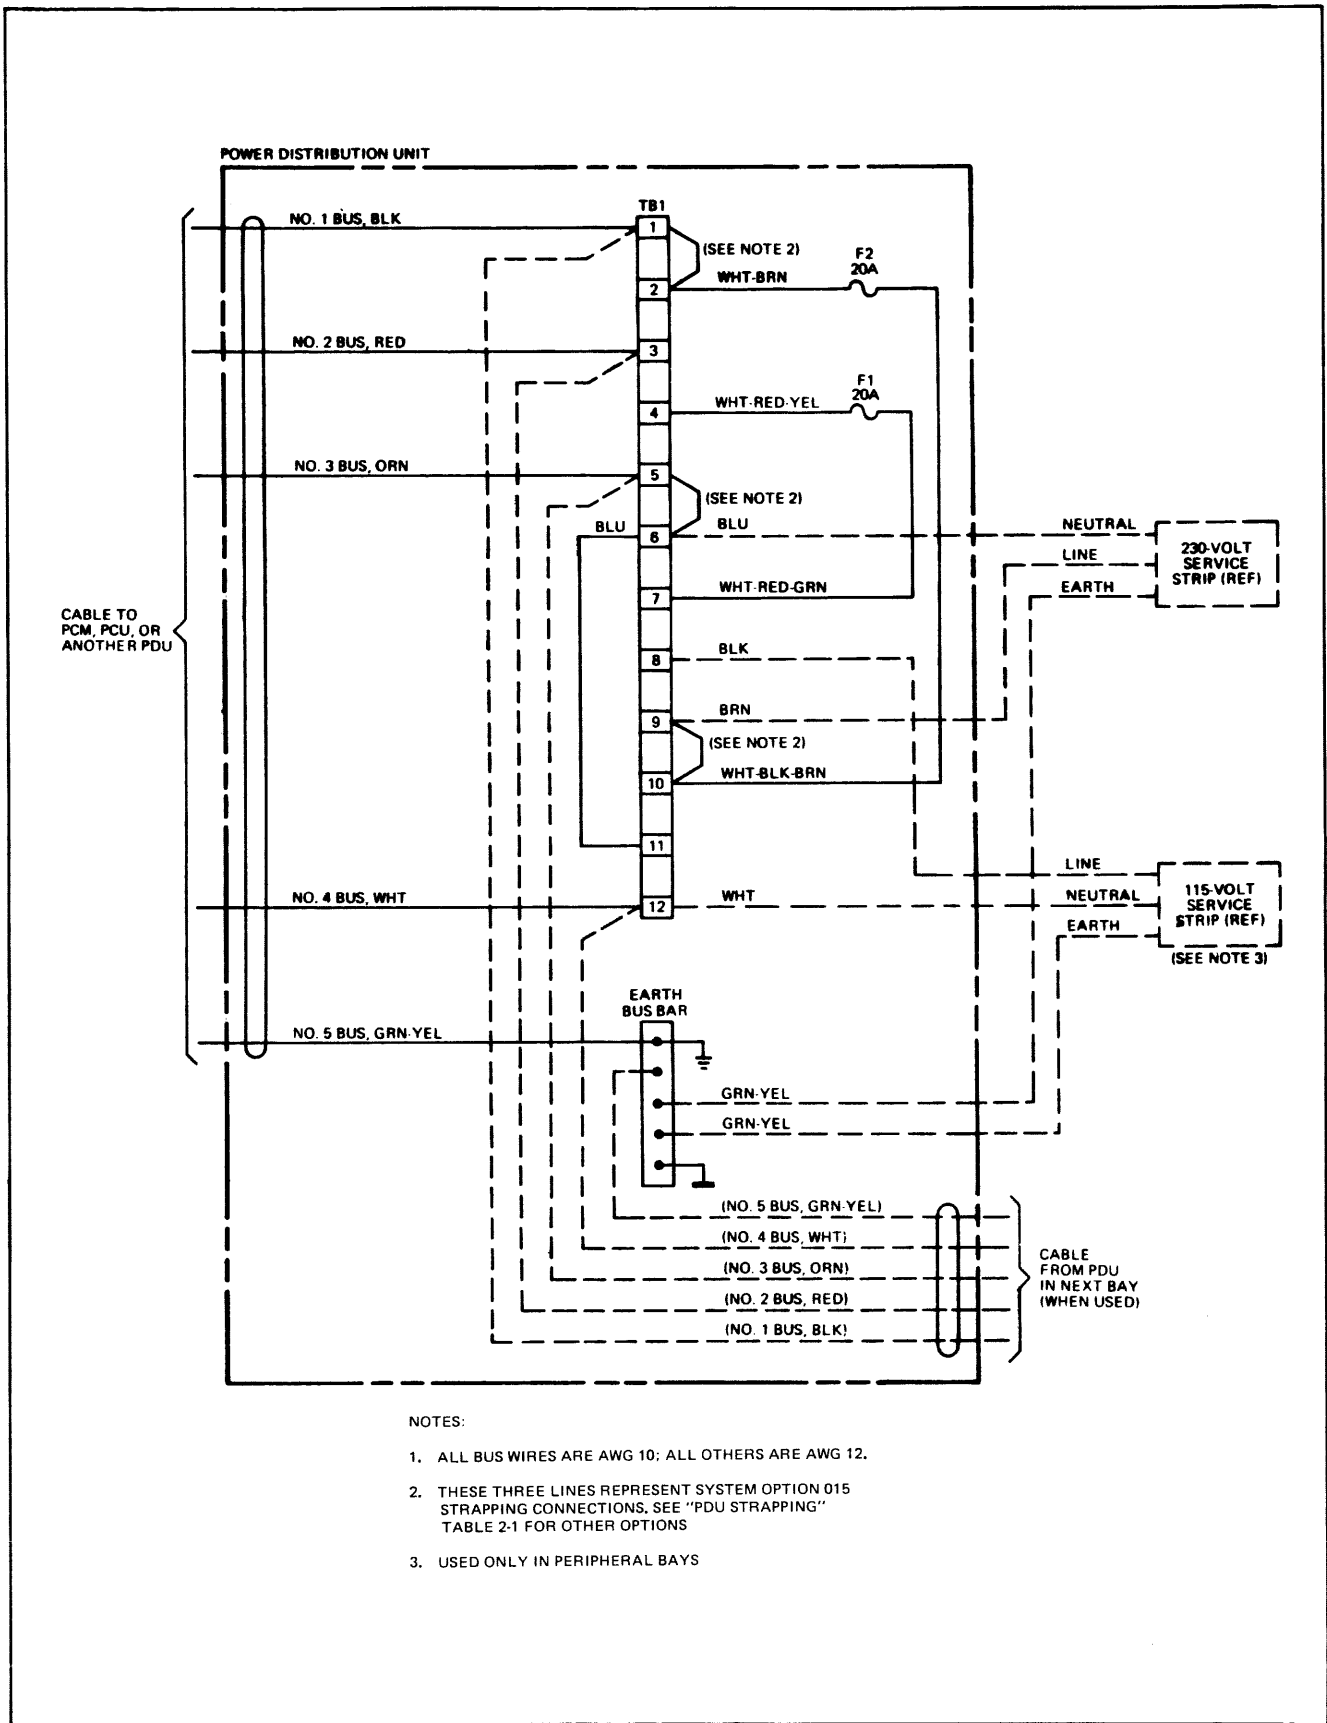 POWER DISTRIBUTION UNIT
TB1
NO. 1 BUS, BLK
1
(SEE NOTE 2)
F2
20A
WHT-BRN
2
NO. 2 BUS, RED
3
F1
20A
WHT-RED-YEL
4
NO. 3 BUS, ORN
5
(SEE NOTE 2)
BLU
6
BLU
NEUTRAL
LINE
EARTH
230-VOLT
SERVICE
STRIP (REF)
WHT-RED-GRN
7
CABLE TO
PCM, PCU, OR
ANOTHER PDU
8
BLK
9
BRN
(SEE NOTE 2)
10
WHT-BLK-BRN
11
LINE
NEUTRAL
EARTH
115-VOLT
SERVICE
STRIP (REF)
(SEE NOTE 3)
NO. 4 BUS, WHT
12
WHT
EARTH
BUS BAR
NO. 5 BUS, GRN-YEL
GRN-YEL
GRN-YEL
(NO. 5 BUS, GRN-YEL)
(NO. 4 BUS, WHT)
(NO. 3 BUS, ORN)
(NO. 2 BUS, RED)
(NO. 1 BUS, BLK)
CABLE
FROM PDU
IN NEXT BAY
(WHEN USED)
NOTES:
1. ALL BUS WIRES ARE AWG 10; ALL OTHERS ARE AWG 12.
2. THESE THREE LINES REPRESENT SYSTEM OPTION 015
STRAPPING CONNECTIONS. SEE "PDU STRAPPING"
TABLE 2-1 FOR OTHER OPTIONS
3. USED ONLY IN PERIPHERAL BAYS